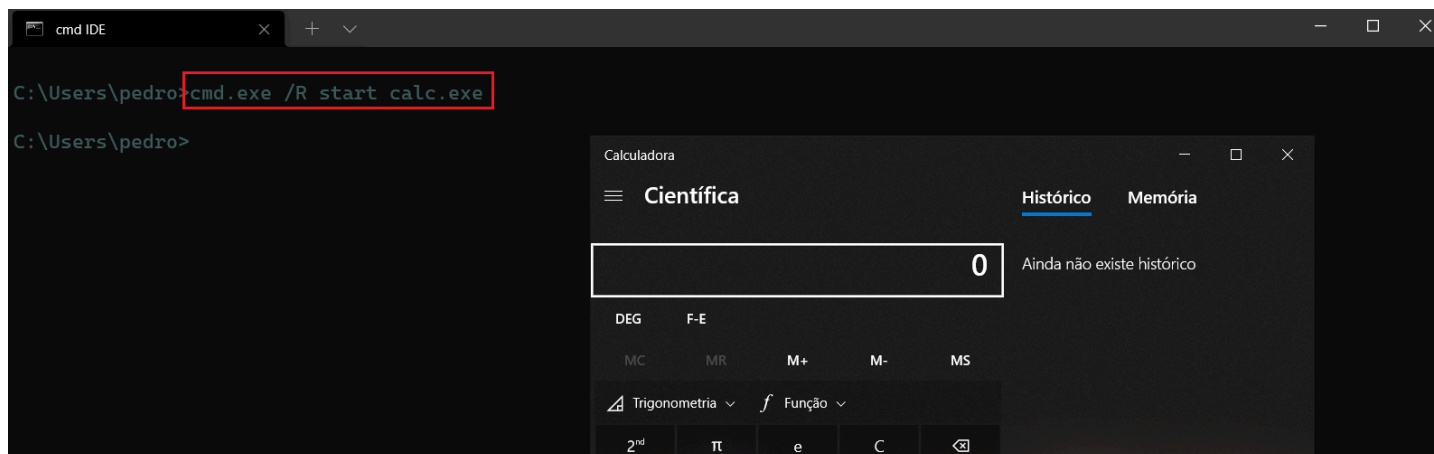 cmd IDE
C:\Users\pedro>cmd.exe /R start calc.exe
C:\Users\pedro>
Calculadora
Científica
Histórico Memória
0
Ainda não existe histórico
DEG F-E
MC MR M+ M- MS
Trigonometria f Função
2nd π e C